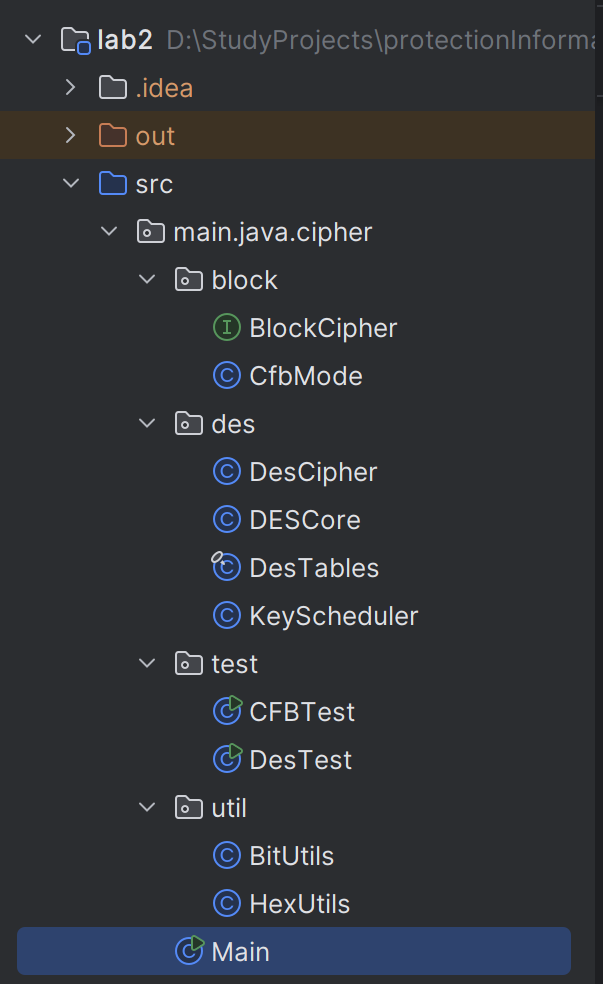 lab2 D:\StudyProjects\protectionInforma
.idea
out
src
main.java.cipher
block
BlockCipher
CfbMode
des
DesCipher
DESCore
DesTables
KeyScheduler
test
CFBTest
DesTest
util
BitUtils
HexUtils
Main